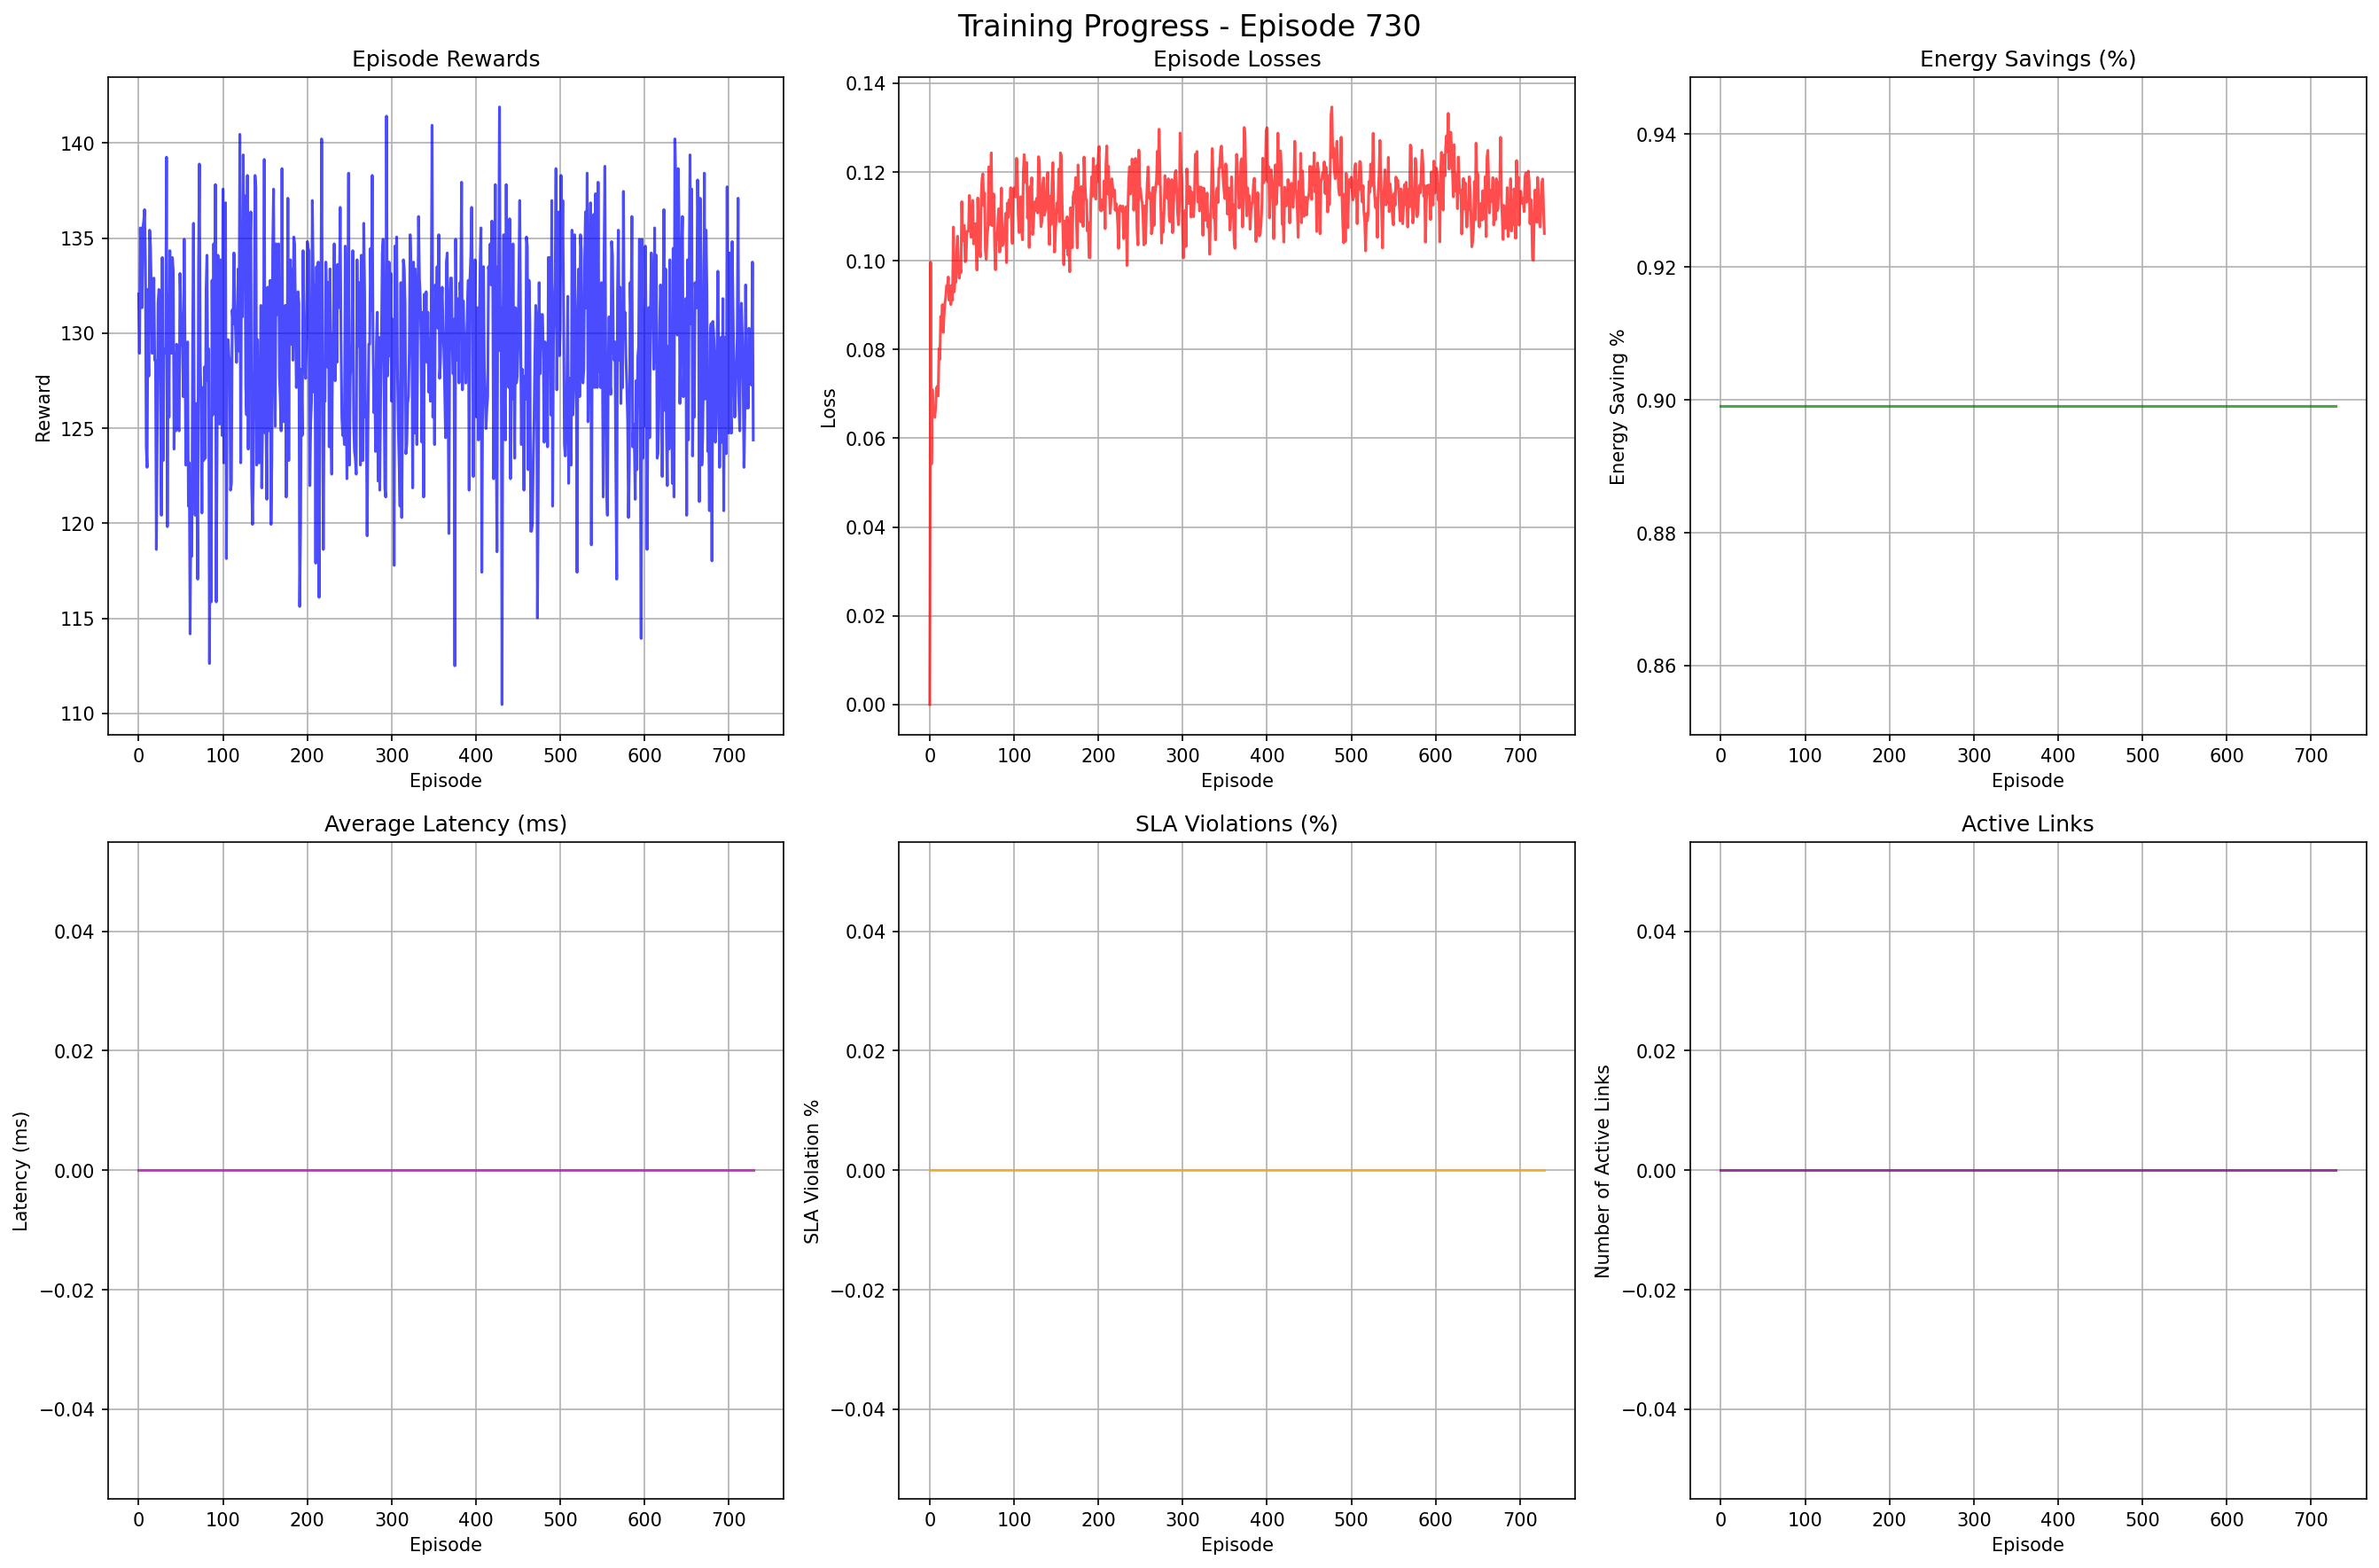 Training Progress - Episode 730
Episode Rewards
Reward
140
135
130
125
120
115
110
0 100 200 300 400 500 600 700
Episode
Episode Losses
Loss
0.14
0.12
0.10
0.08
0.06
0.04
0.02
0.00
0 100 200 300 400 500 600 700
Episode
Energy Savings (%)
Energy Saving %
0.94
0.92
0.90
0.88
0.86
0 100 200 300 400 500 600 700
Episode
Average Latency (ms)
Latency (ms)
0.04
0.02
0.00
−0.02
−0.04
0 100 200 300 400 500 600 700
Episode
SLA Violations (%)
SLA Violation %
0.04
0.02
0.00
−0.02
−0.04
0 100 200 300 400 500 600 700
Episode
Active Links
Number of Active Links
0.04
0.02
0.00
−0.02
−0.04
0 100 200 300 400 500 600 700
Episode